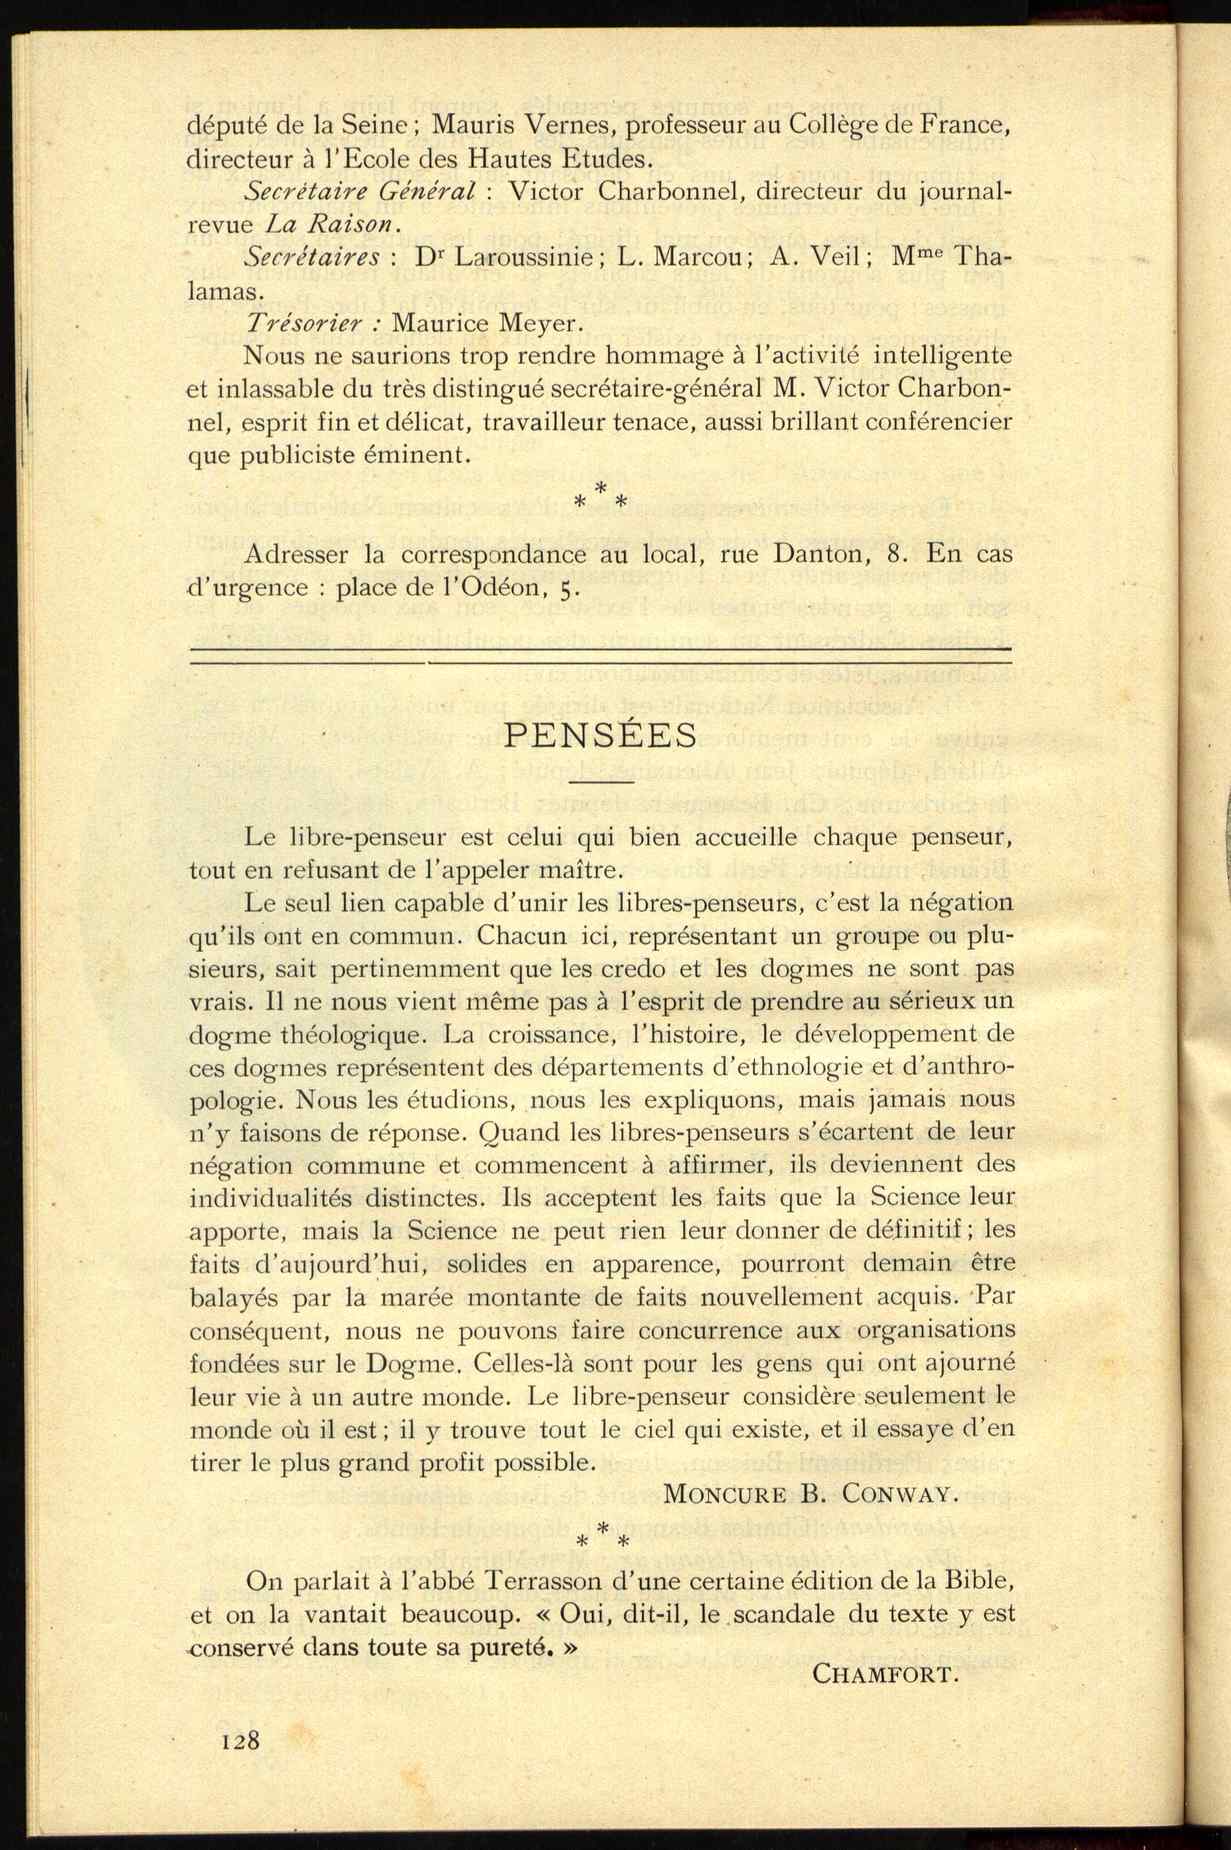 député de la Seine ; Mauris Vernes, professeur au Collège de France,
directeur à l'Ecole des Hautes Etudes.
Secrétaire Général : Victor Charbonnel, directeur du journal-
revue La Raison.
Secrétaires : Dr Laroussinie ; L. Marcou ; A. Veil ; Mme Tha-
lamas.
Trésorier : Maurice Meyer.
Nous ne saurions trop rendre hommage à l'activité intelligente
et inlassable du très distingué secrétaire-général M. Victor Charbon-
nel, esprit fin et délicat, travailleur tenace, aussi brillant conférencier
que publiciste éminent.
* * *
Adresser la correspondance au local, rue Danton, 8. En cas
d'urgence : place de l'Odéon, 5.
PENSÉES
Le libre-penseur est celui qui bien accueille chaque penseur,
tout en refusant de l'appeler maître.
Le seul lien capable d'unir les libres-penseurs, c'est la négation
qu'ils ont en commun. Chacun ici, représentant un groupe ou plu-
sieurs, sait pertinemment que les credo et les dogmes ne sont pas
vrais. Il ne nous vient même pas à l'esprit de prendre au sérieux un
dogme théologique. La croissance, l'histoire, le développement de
ces dogmes représentent des départements d'ethnologie et d'anthro-
pologie. Nous les étudions, nous les expliquons, mais jamais nous
n'y faisons de réponse. Quand les libres-penseurs s'écartent de leur
négation commune et commencent à affirmer, ils deviennent des
individualités distinctes. Ils acceptent les faits que la Science leur
apporte, mais la Science ne peut rien leur donner de définitif ; les
faits d'aujourd'hui, solides en apparence, pourront demain être
balayés par la marée montante de faits nouvellement acquis. Par
conséquent, nous ne pouvons faire concurrence aux organisations
fondées sur le Dogme. Celles-là sont pour les gens qui ont ajourné
leur vie à un autre monde. Le libre-penseur considère seulement le
monde où il est ; il y trouve tout le ciel qui existe, et il essaye d'en
tirer le plus grand profit possible.
MONCURE B. CONWAY.
* * *
On parlait à l'abbé Terrasson d'une certaine édition de la Bible,
et on la vantait beaucoup. « Oui, dit-il, le scandale du texte y est
conservé dans toute sa pureté. »
CHAMFORT.
128